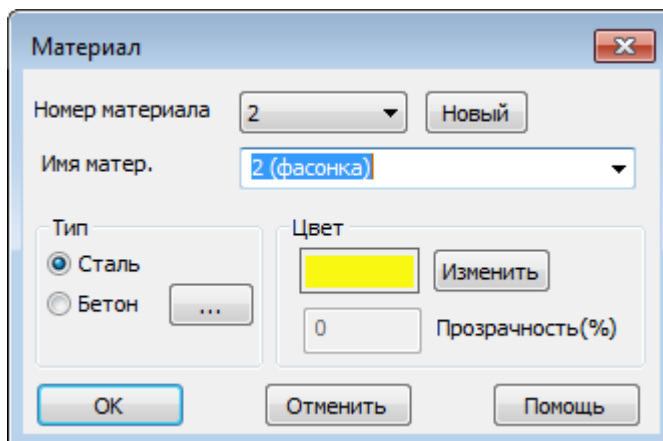 Материал
Номер материала 2 Новый
Имя матер. 2 (фасонка)
Тип Цвет
Сталь Изменить
Бетон ... 0 Прозрачность(%)
OK Отменить Помощь